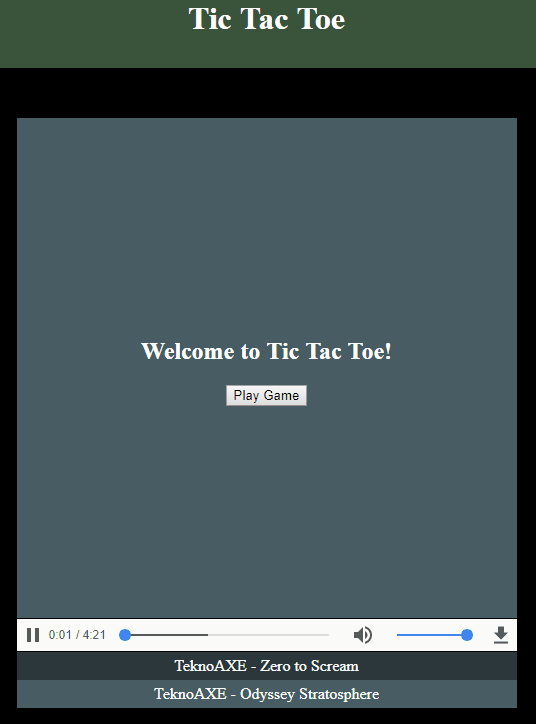 Tic Tac Toe
Welcome to Tic Tac Toe!
Play Game
0:01 / 4:21
TeknoAXE - Zero to Scream
TeknoAXE - Odyssey Stratosphere